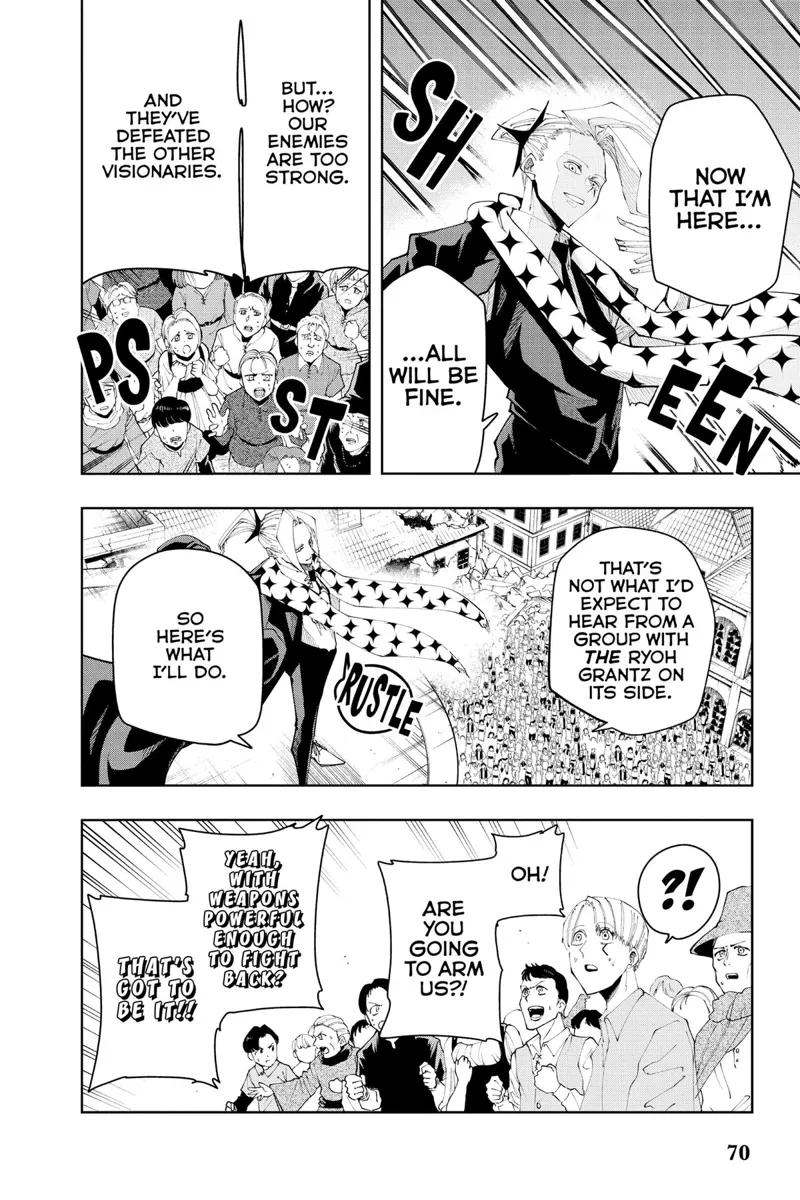 NOW
THAT I'M
HERE...
SH
EEN
...ALL
WILL BE
FINE.
BUT...
HOW?
OUR
ENEMIES
ARE TOO
STRONG.
AND
THEY'VE
DEFEATED
THE OTHER
VISIONARIES.
PS
ST
THAT'S
NOT WHAT I'D
EXPECT TO
HEAR FROM A
GROUP WITH
THE RYOH
GRANTZ ON
ITS SIDE.
RUSTLE
SO
HERE'S
WHAT
I'LL DO.
?!
OH!
ARE
YOU
GOING
TO ARM
US?!
YEAH,
WITH
WEAPONS
POWERFUL
ENOUGH
TO FIGHT
BACK?
THAT'S
GOT TO
BE IT!!
70